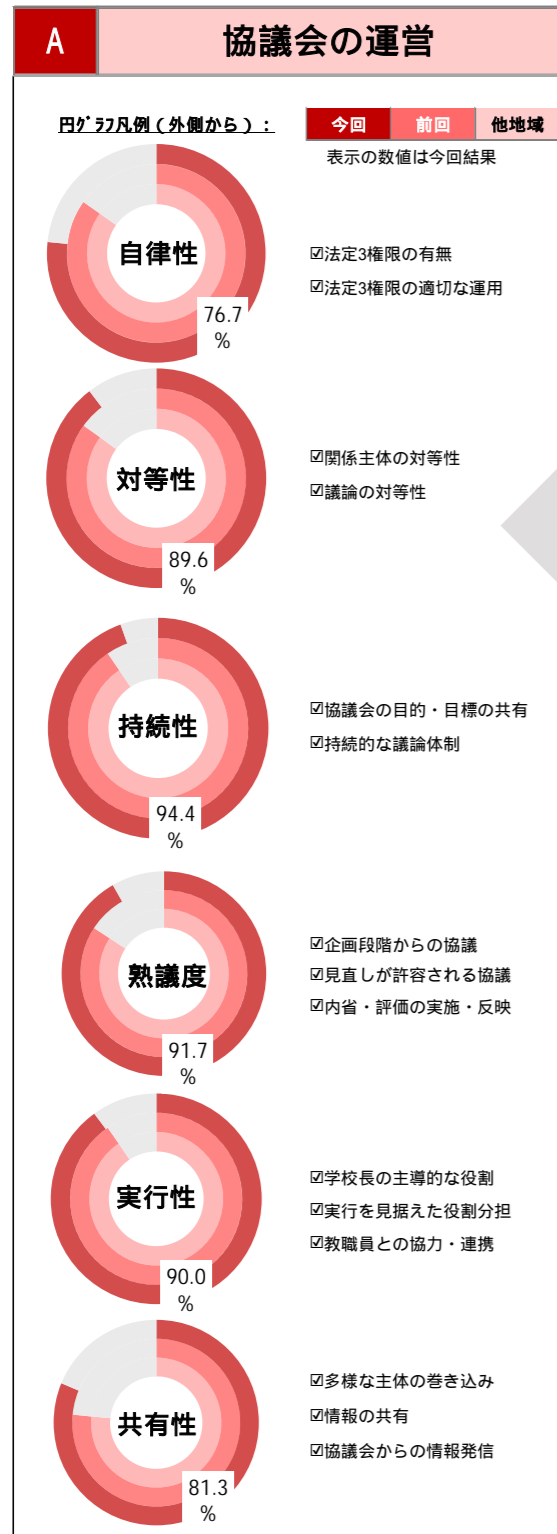 A
協議会の運営
円ｸﾞﾗﾌ凡例（外側から）：
今回 前回 他地域
表示の数値は今回結果
自律性
76.7
%
☑法定3権限の有無
☑法定3権限の適切な運用
対等性
89.6
%
☑関係主体の対等性
☑議論の対等性
持続性
94.4
%
☑協議会の目的・目標の共有
☑持続的な議論体制
熟議度
91.7
%
☑企画段階からの協議
☑見直しが許容される協議
☑内省・評価の実施・反映
実行性
90.0
%
☑学校長の主導的な役割
☑実行を見据えた役割分担
☑教職員との協力・連携
共有性
81.3
%
☑多様な主体の巻き込み
☑情報の共有
☑協議会からの情報発信